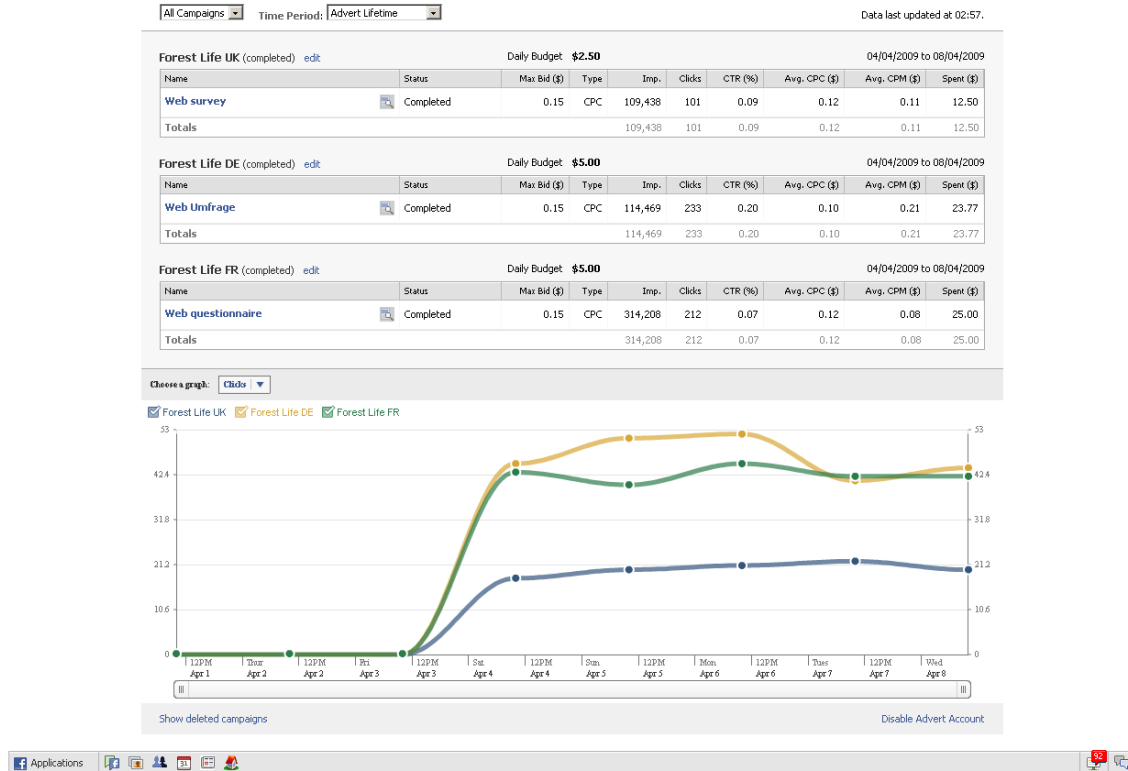 All Campaigns Time Period: Advert Lifetime Data last updated at 02:57.
Forest Life UK (completed) edit Daily Budget $2.50 04/04/2009 to 08/04/2009
Name Status Max Bid ($) Type Imp. Clicks CTR (%) Avg. CPC ($) Avg. CPM ($) Spent ($)
Web survey Completed 0.15 CPC 109,438 101 0.09 0.12 0.11 12.50
Totals 109,438 101 0.09 0.12 0.11 12.50
Forest Life DE (completed) edit Daily Budget $5.00 04/04/2009 to 08/04/2009
Name Status Max Bid ($) Type Imp. Clicks CTR (%) Avg. CPC ($) Avg. CPM ($) Spent ($)
Web Umfrage Completed 0.15 CPC 114,469 233 0.20 0.10 0.21 23.77
Totals 114,469 233 0.20 0.10 0.21 23.77
Forest Life FR (completed) edit Daily Budget $5.00 04/04/2009 to 08/04/2009
Name Status Max Bid ($) Type Imp. Clicks CTR (%) Avg. CPC ($) Avg. CPM ($) Spent ($)
Web questionnaire Completed 0.15 CPC 314,208 212 0.07 0.12 0.08 25.00
Totals 314,208 212 0.07 0.12 0.08 25.00
Choose a graph: Clicks
Forest Life UK Forest Life DE Forest Life FR
53 53
42.4 42.4
31.8 31.8
21.2 21.2
10.6 10.6
0 0
12PM Thur 12PM Fri 12PM Sat 12PM Sun 12PM Mon 12PM Tues 12PM Wed
Apr 1 Apr 2 Apr 2 Apr 3 Apr 3 Apr 4 Apr 4 Apr 5 Apr 5 Apr 6 Apr 6 Apr 7 Apr 7 Apr 8
Show deleted campaigns Disable Advert Account
Applications 31 92